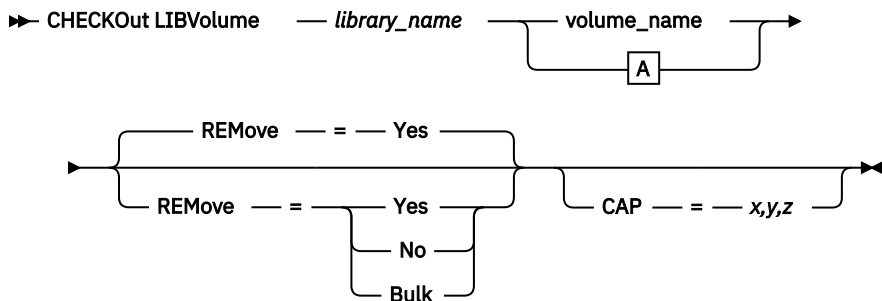 CHECKOut LIBVolume library_name volume_name
A
REMove = Yes
REMove = Yes CAP = x,y,z
No
Bulk